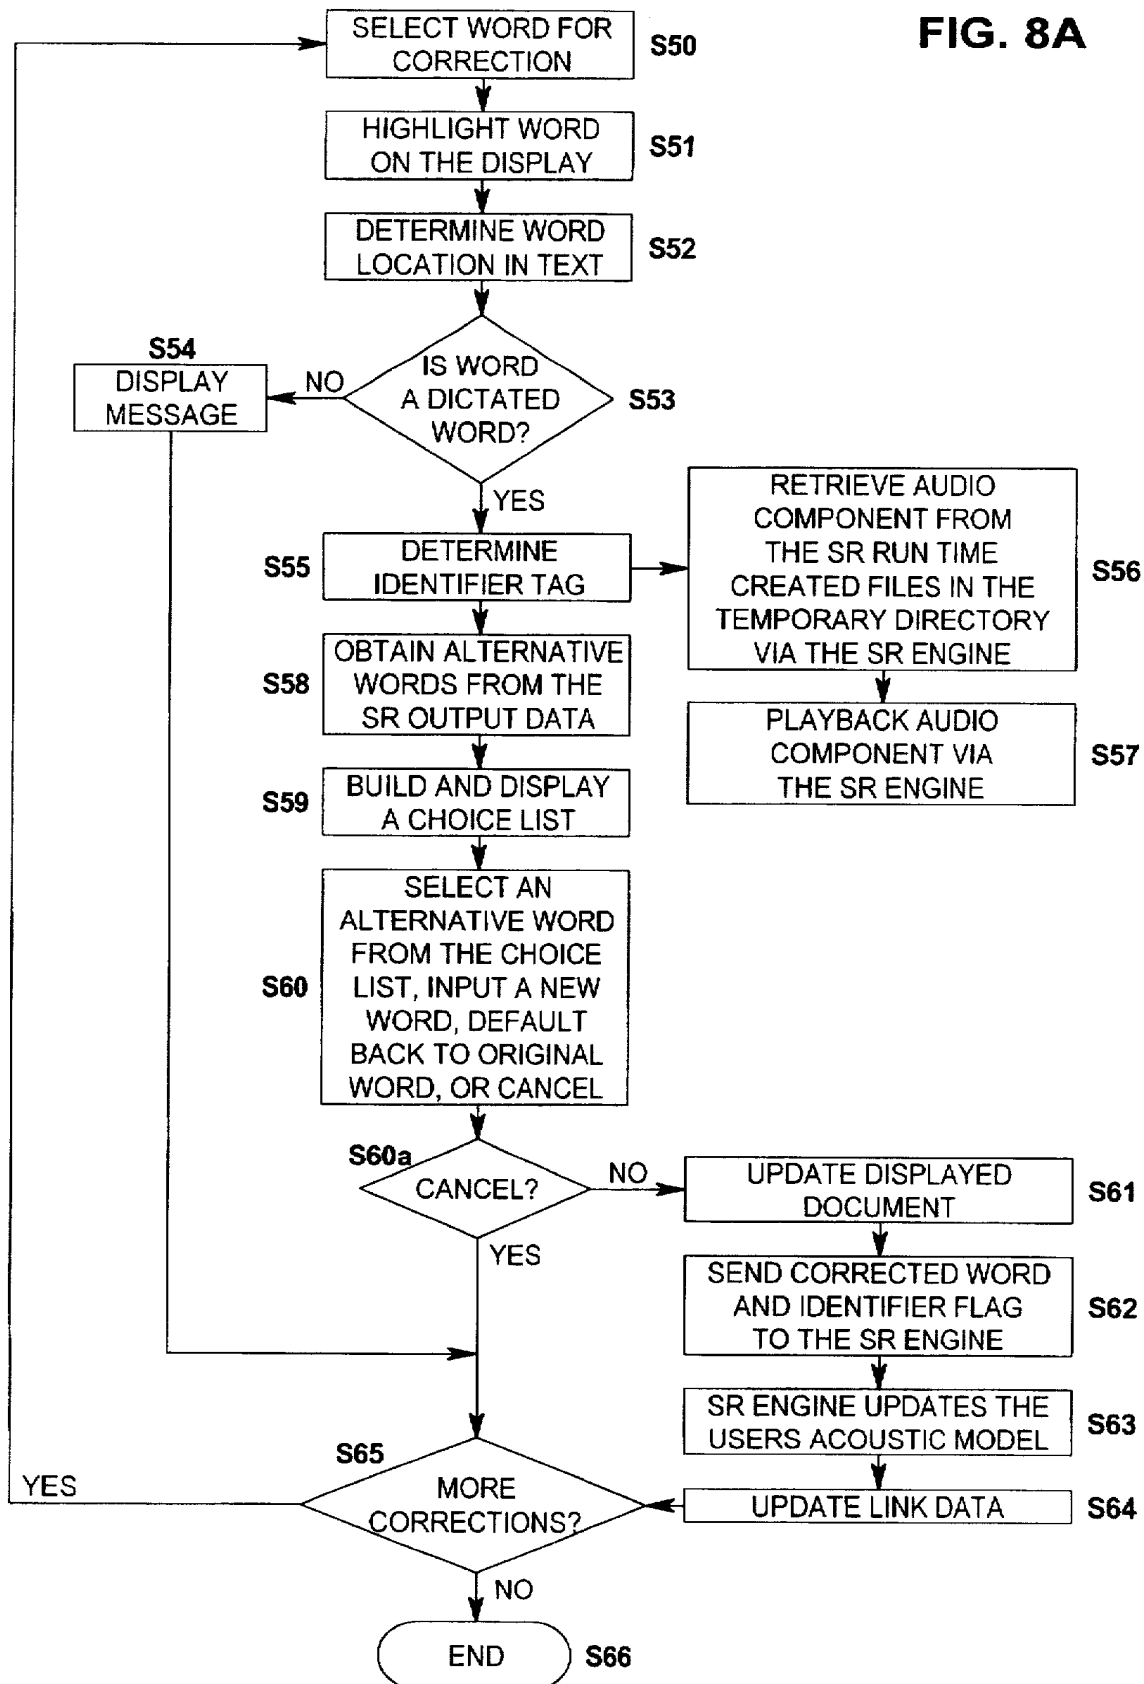 FIG. 8A
SELECT WORD FOR
CORRECTION
S50
HIGHLIGHT WORD
ON THE DISPLAY
S51
DETERMINE WORD
LOCATION IN TEXT
S52
S54
DISPLAY
MESSAGE
NO
IS WORD
A DICTATED
WORD?
S53
YES
S55
DETERMINE
IDENTIFIER TAG
RETRIEVE AUDIO
COMPONENT FROM
THE SR RUN TIME
CREATED FILES IN THE
TEMPORARY DIRECTORY
VIA THE SR ENGINE
S56
S58
OBTAIN ALTERNATIVE
WORDS FROM THE
SR OUTPUT DATA
PLAYBACK AUDIO
COMPONENT VIA
THE SR ENGINE
S57
S59
BUILD AND DISPLAY
A CHOICE LIST
S60
SELECT AN
ALTERNATIVE WORD
FROM THE CHOICE
LIST, INPUT A NEW
WORD, DEFAULT
BACK TO ORIGINAL
WORD, OR CANCEL
S60a
CANCEL?
NO
YES
UPDATE DISPLAYED
DOCUMENT
S61
SEND CORRECTED WORD
AND IDENTIFIER FLAG
TO THE SR ENGINE
S62
SR ENGINE UPDATES THE
USERS ACOUSTIC MODEL
S63
UPDATE LINK DATA
S64
S65
MORE
CORRECTIONS?
YES
NO
END
S66